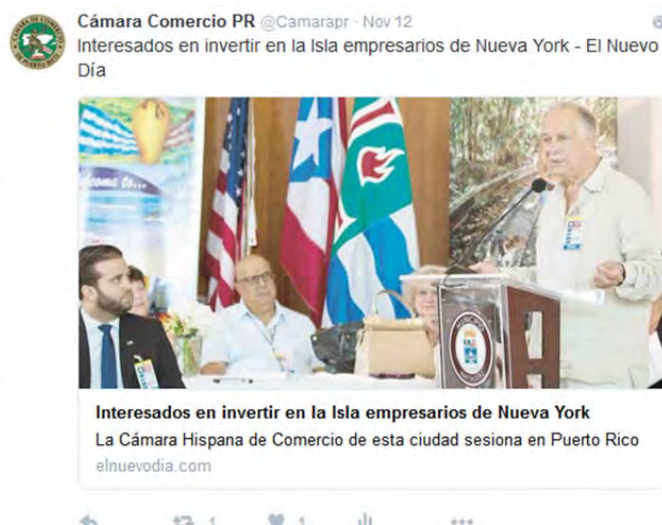 Cámara Comercio PR @Camarapr · Nov 12
Interesados en invertir en la Isla empresarios de Nueva York - El Nuevo
Día
Welcome to...
Interesados en invertir en la Isla empresarios de Nueva York
La Cámara Hispana de Comercio de esta ciudad sesiona en Puerto Rico
elnuevodia.com
1 1